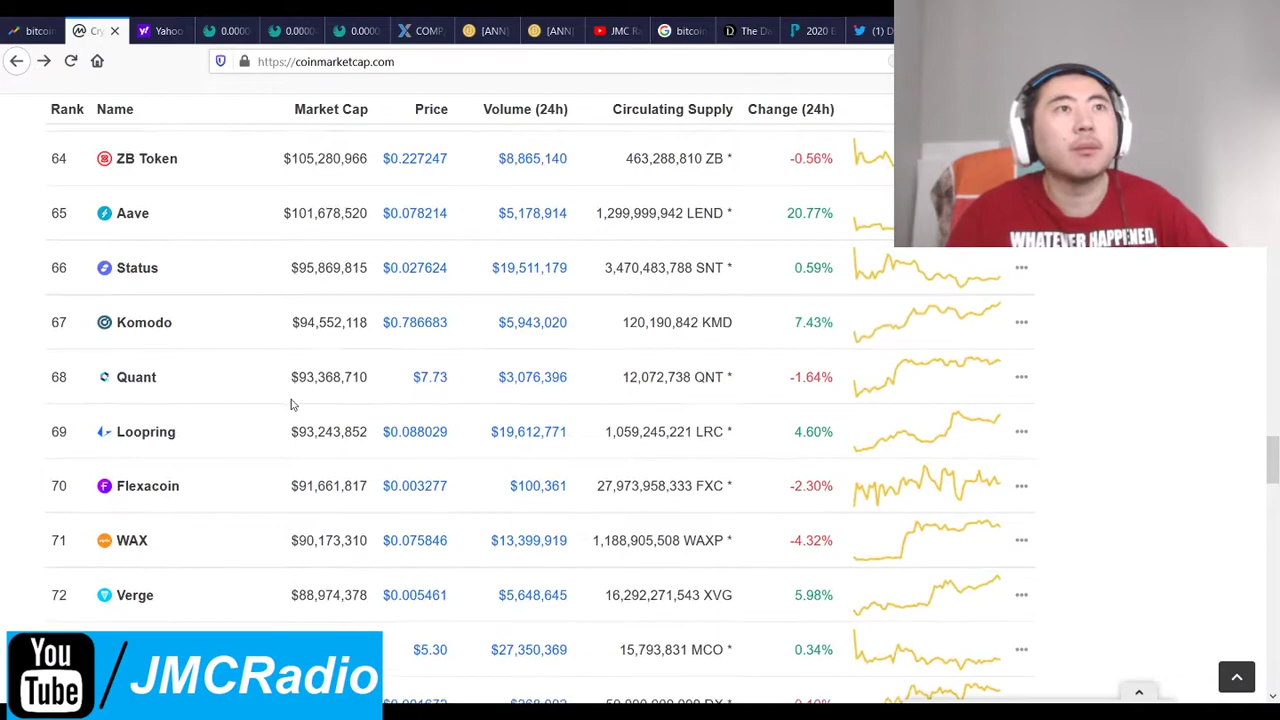 bitcoin Cry Yahoo 0.0000 0.0000 0.0000 COMP, [ANN] [ANN] JMC R bitcoin The Da 2020 E (1) D
https://coinmarketcap.com
Rank Name Market Cap Price Volume (24h) Circulating Supply Change (24h)
64 ZB Token $105,280,966 $0.227247 $8,865,140 463,288,810 ZB * -0.56%
65 Aave $101,678,520 $0.078214 $5,178,914 1,299,999,942 LEND * 20.77%
WHATEVER HAPPENED,
66 Status $95,869,815 $0.027624 $19,511,179 3,470,483,788 SNT * 0.59%
67 Komodo $94,552,118 $0.786683 $5,943,020 120,190,842 KMD 7.43%
68 Quant $93,368,710 $7.73 $3,076,396 12,072,738 QNT * -1.64%
69 Loopring $93,243,852 $0.088029 $19,612,771 1,059,245,221 LRC * 4.60%
70 Flexacoin $91,661,817 $0.003277 $100,361 27,973,958,333 FXC * -2.30%
71 WAX $90,173,310 $0.075846 $13,399,919 1,188,905,508 WAXP * -4.32%
72 Verge $88,974,378 $0.005461 $5,648,645 16,292,271,543 XVG 5.98%
$5.30 $27,350,369 15,793,831 MCO * 0.34%
You Tube / JMCRadio